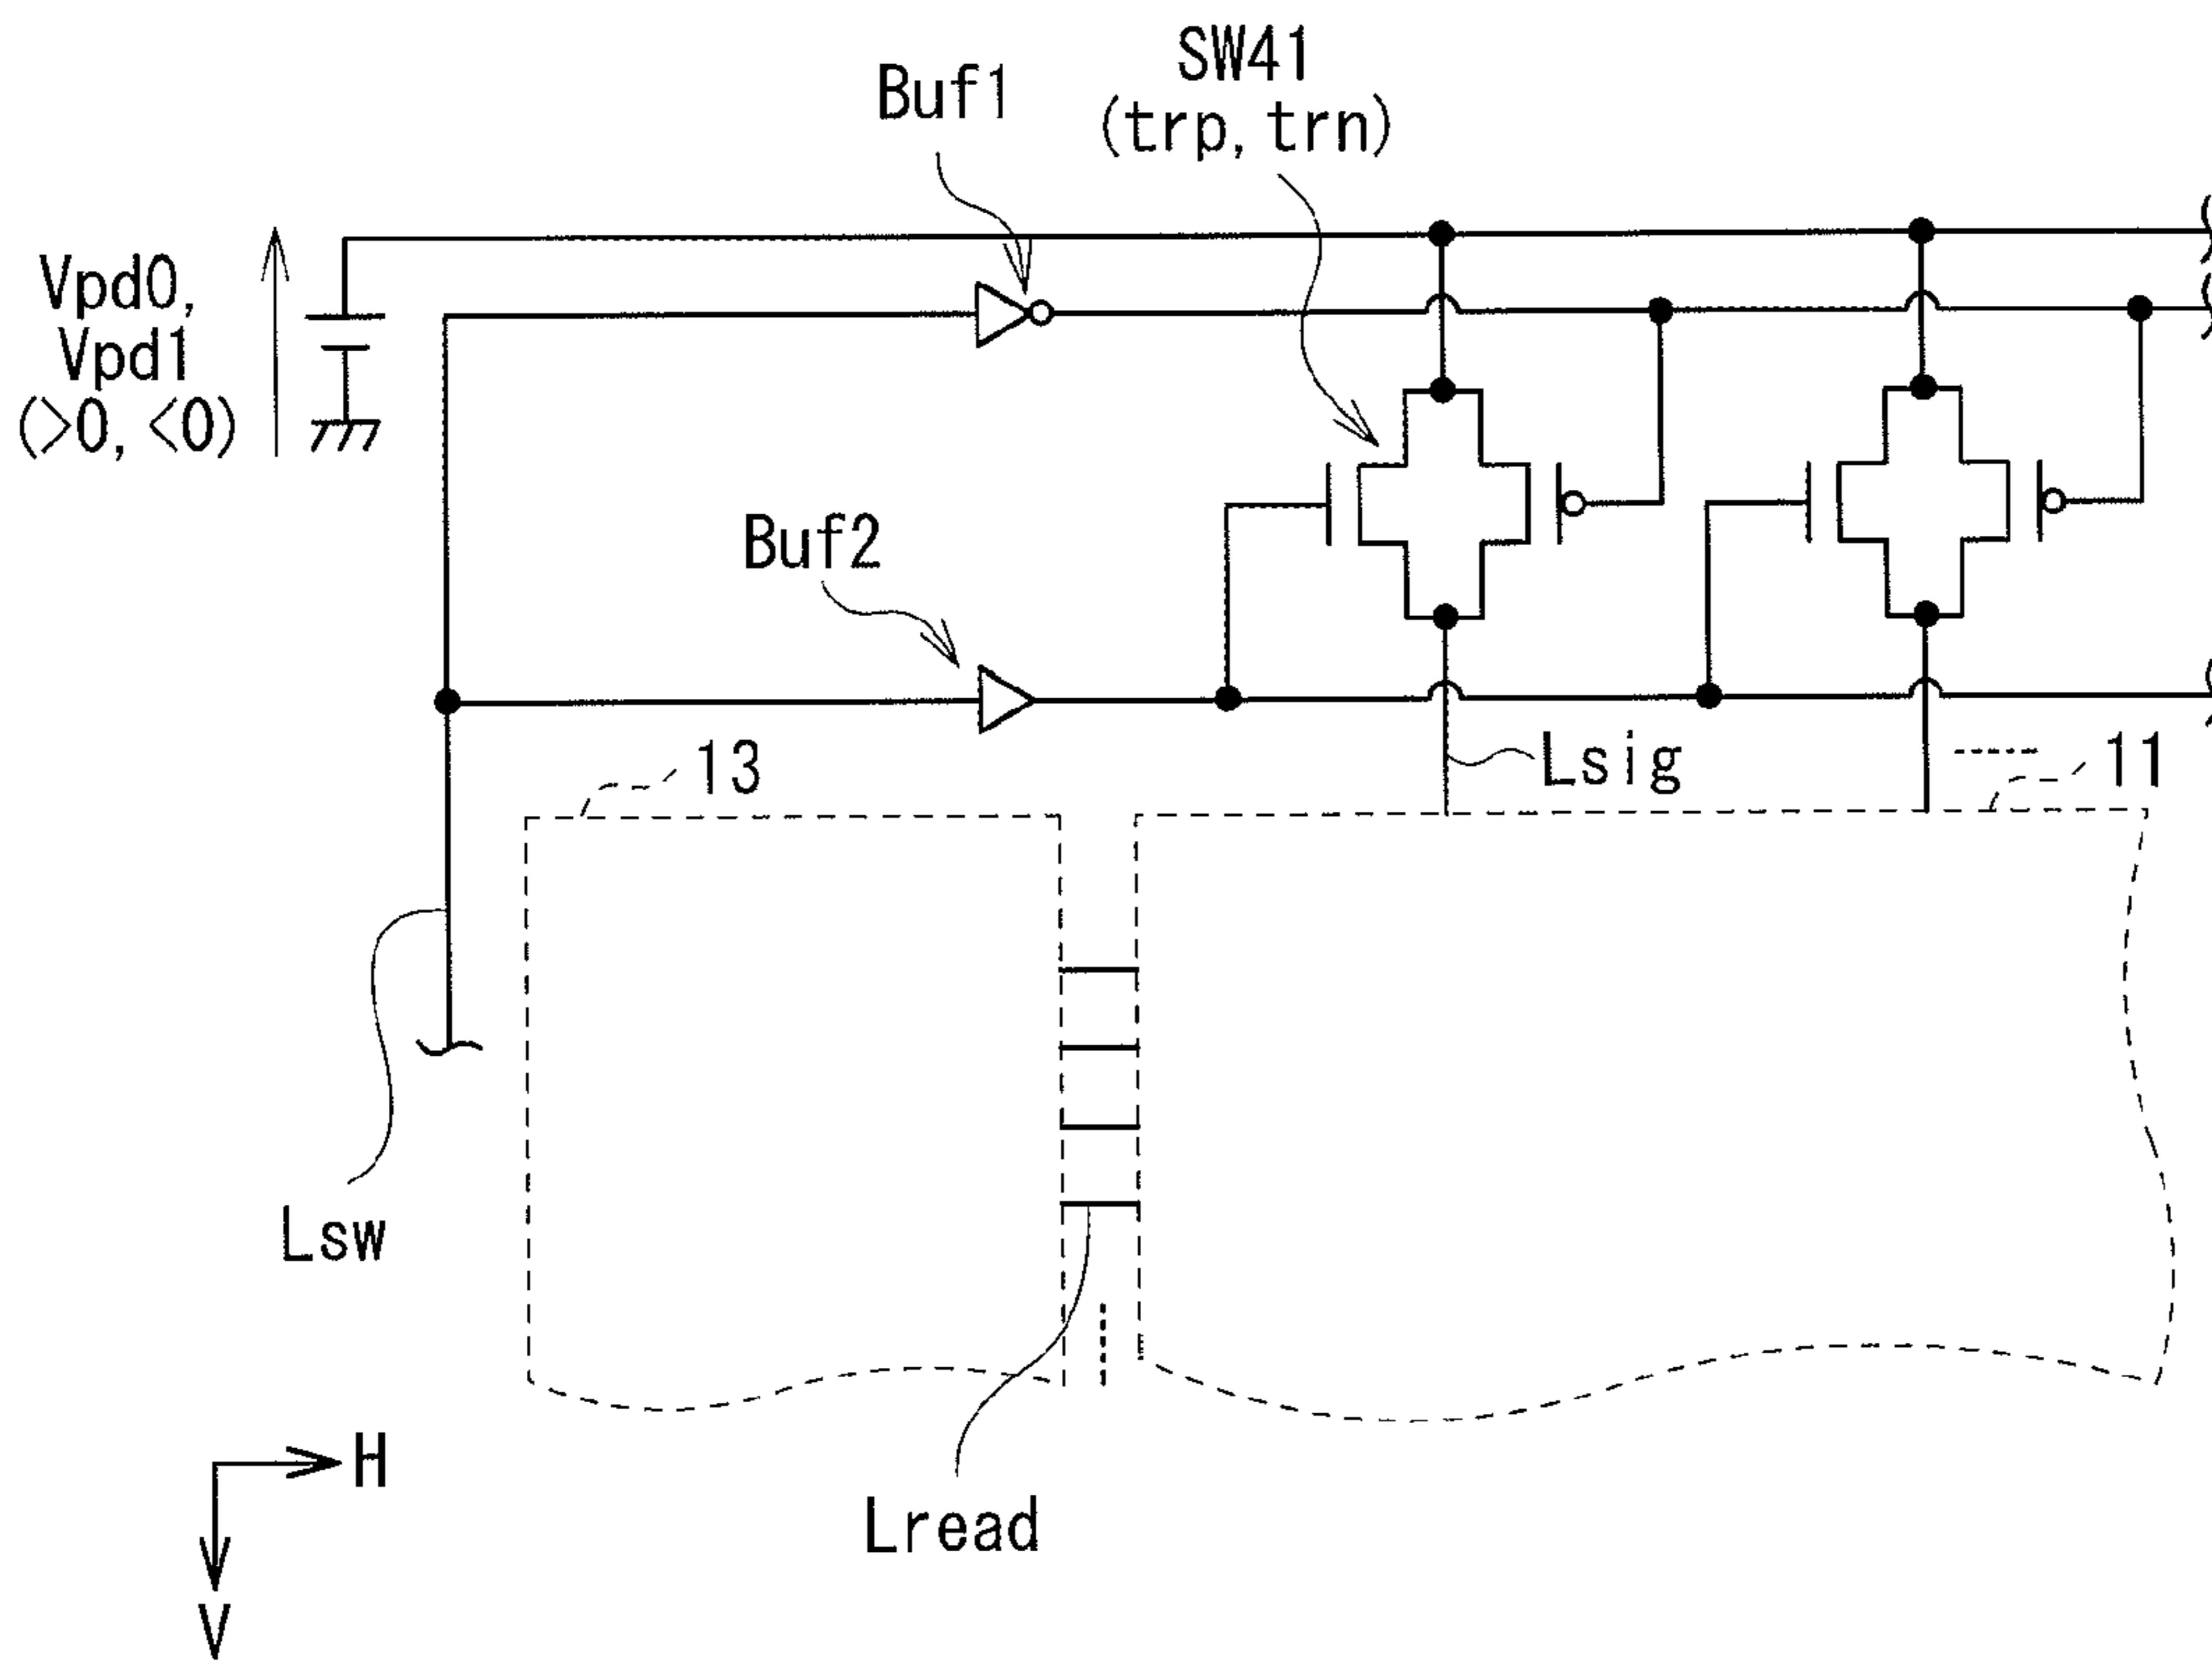 SW41
(trp, trn)
Buf1
Vpd0,
Vpd1
(>0, <0)
Buf2
13
Lsig
11
Lsw
Lread
H
V